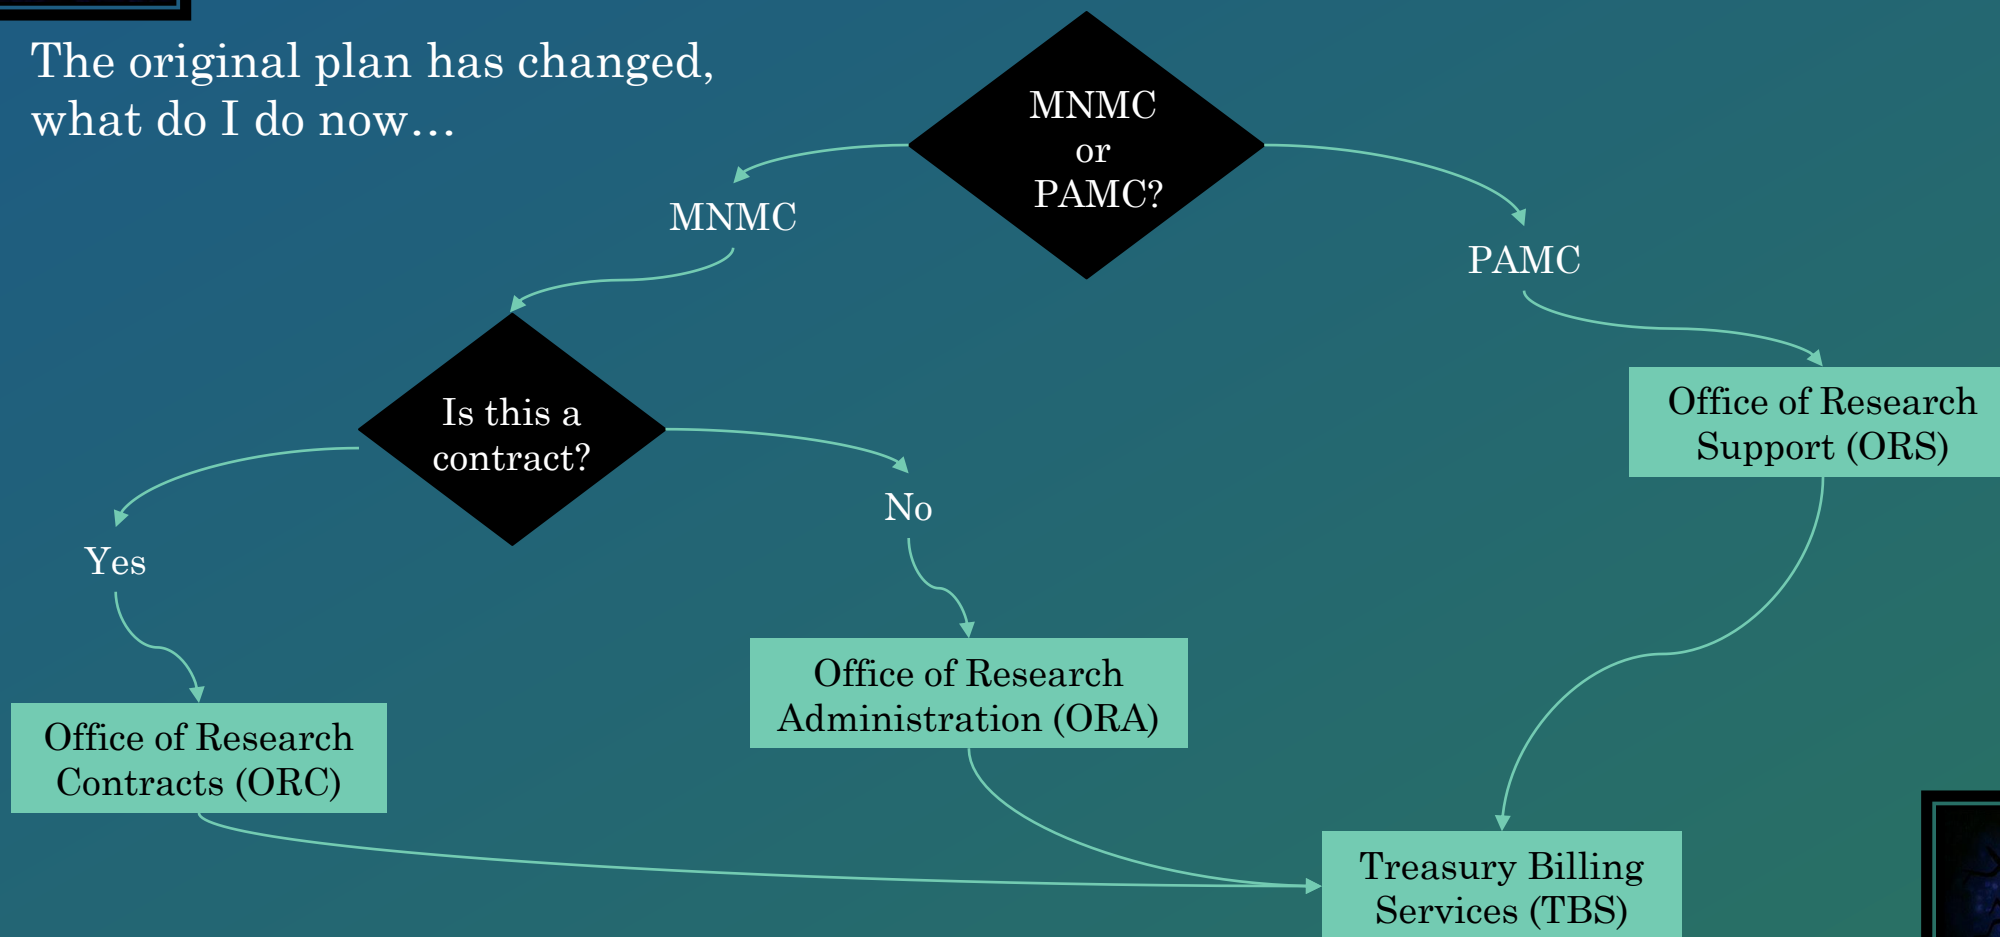 The original plan has changed,
what do I do now...
MNMC
or
PAMC?
MNMC
PAMC
Is this a
contract?
Office of Research
Support (ORS)
No
Yes
Office of Research
Administration (ORA)
Office of Research
Contracts (ORC)
Treasury Billing
Services (TBS)